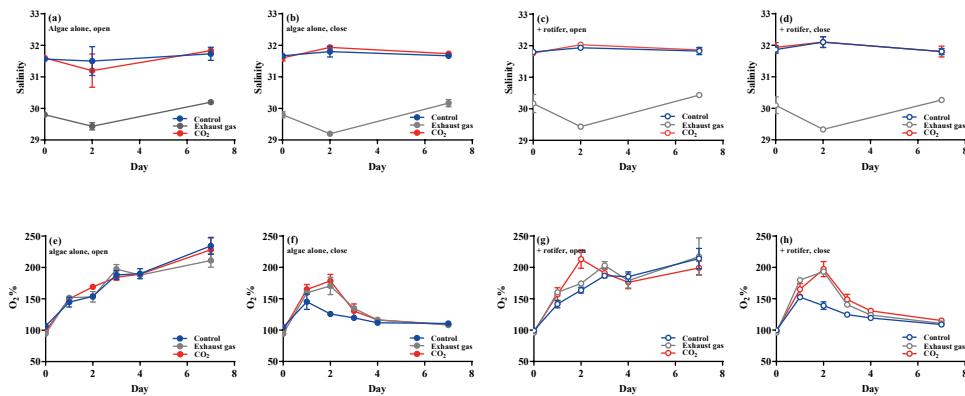 (a)
Algae alone, open
Salinity
33
32
31
30
29
Control
Exhaust gas
CO₂
0
2
4
6
8
Day
(b)
algae alone, close
Salinity
33
32
31
30
29
Control
Exhaust gas
CO₂
0
2
4
6
8
Day
(c)
+ rotifer, open
Salinity
33
32
31
30
29
Control
Exhaust gas
CO₂
0
2
4
6
8
Day
(d)
+ rotifer, close
Salinity
33
32
31
30
29
Control
Exhaust gas
CO₂
0
2
4
6
8
Day
(e)
algae alone, open
O₂ %
250
200
150
100
50
Control
Exhaust gas
CO₂
0
2
4
6
8
Day
(f)
algae alone, close
O₂ %
250
200
150
100
50
Control
Exhaust gas
CO₂
0
2
4
6
8
Day
(g)
+ rotifer, open
O₂ %
250
200
150
100
50
Control
Exhaust gas
CO₂
0
2
4
6
8
Day
(h)
+ rotifer, close
O₂ %
250
200
150
100
50
Control
Exhaust gas
CO₂
0
2
4
6
8
Day